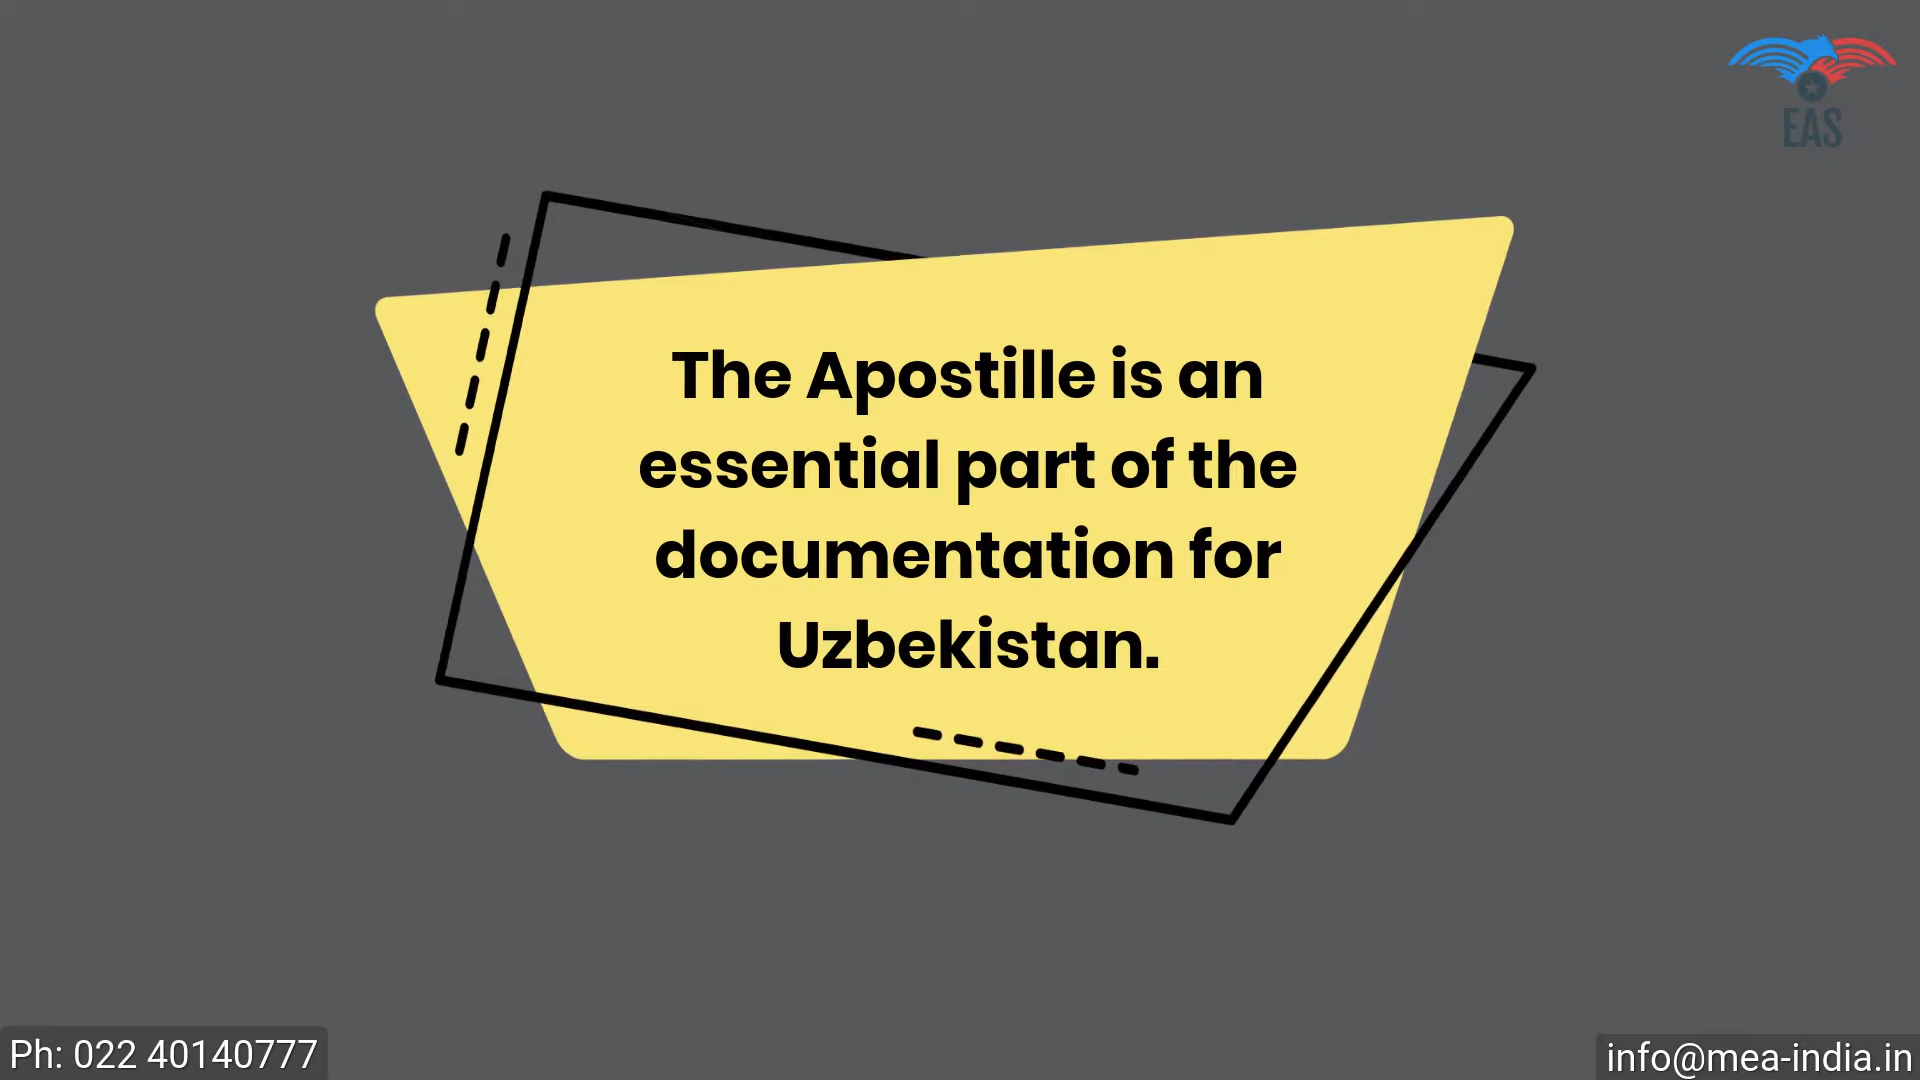 EAS
The Apostille is an
essential part of the
documentation for
Uzbekistan.
Ph: 022 40140777
info@mea-india.in